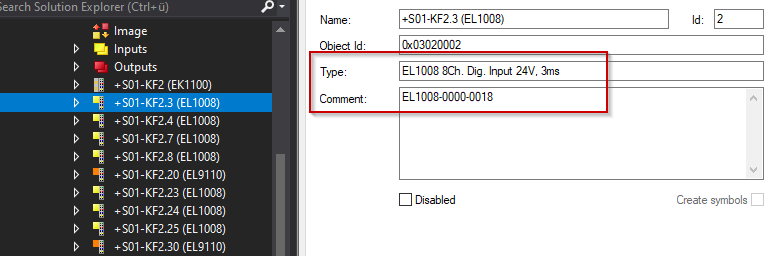 Search Solution Explorer (Ctrl+ü)
Image
Inputs
Outputs
+S01-KF2 (EK1100)
+S01-KF2.3 (EL1008)
+S01-KF2.4 (EL1008)
+S01-KF2.7 (EL1008)
+S01-KF2.8 (EL1008)
+S01-KF2.20 (EL9110)
+S01-KF2.23 (EL1008)
+S01-KF2.24 (EL1008)
+S01-KF2.25 (EL1008)
+S01-KF2.30 (EL9110)
Name: +S01-KF2.3 (EL1008) Id: 2
Object Id: 0x03020002
Type: EL1008 8Ch. Dig. Input 24V, 3ms
Comment: EL1008-0000-0018
Disabled Create symbols